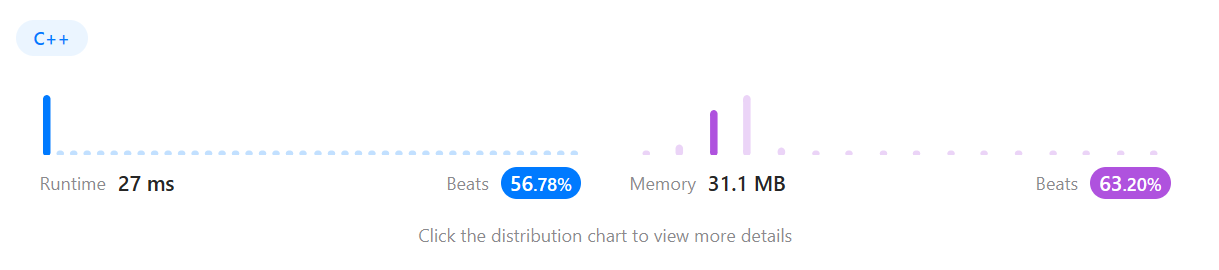 C++
Runtime 27 ms Beats 56.78% Memory 31.1 MB Beats 63.20%
Click the distribution chart to view more details